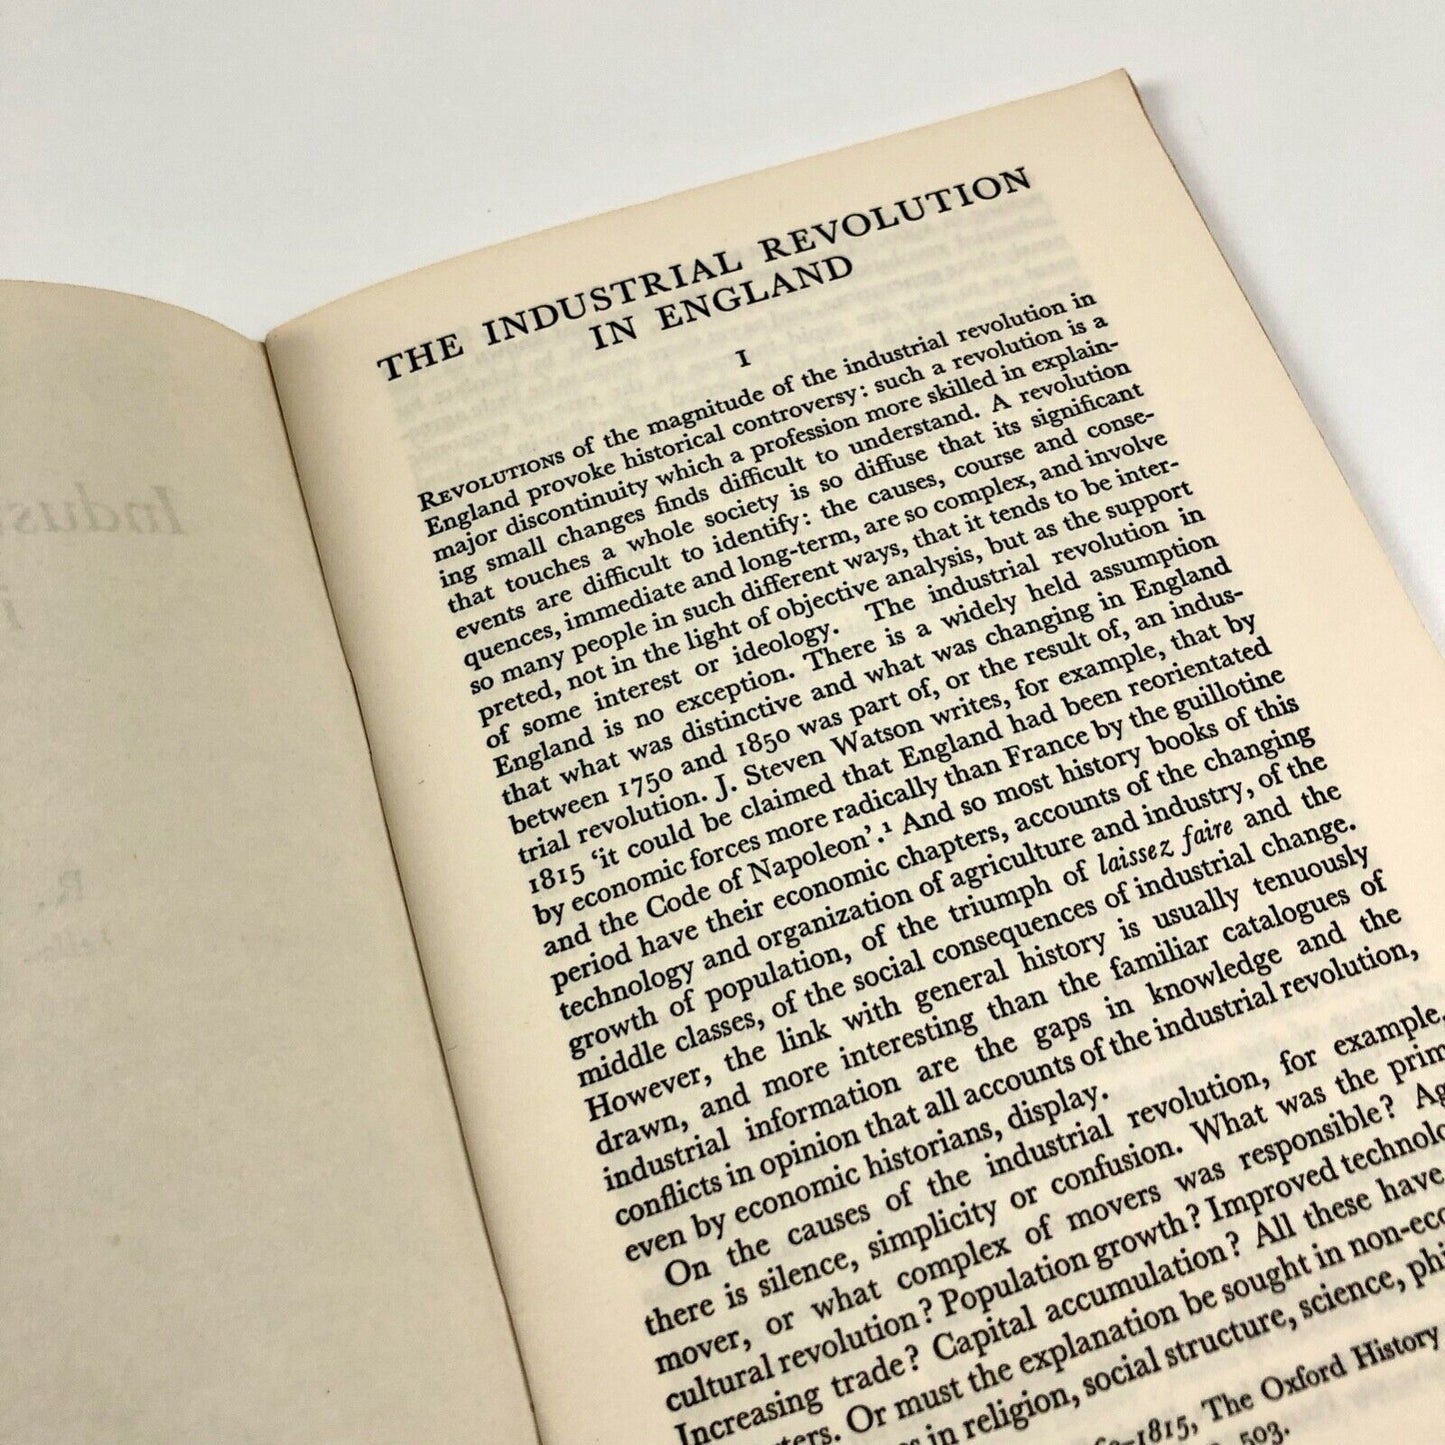 THE INDUSTRIAL REVOLUTION
IN ENGLAND
I
REVOLUTIONS of the magnitude of the industrial revolution in
England provoke historical controversy: such a revolution is a
major discontinuity which a profession more skilled in explain-
ing small changes finds difficult to understand. A revolution
that touches a whole society is so diffuse that its significant
events are difficult to identify: the causes, course and conse-
quences, immediate and long-term, are so complex, and involve
so many people in such different ways, that it tends to be inter-
preted, not in the light of objective analysis, but as the support
of some interest or ideology. The industrial revolution in
England is no exception. There is a widely held assumption
that what was distinctive and what was changing in England
between 1750 and 1850 was part of, or the result of, an indus-
trial revolution. J. Steven Watson writes, for example, that by
1815 ‘it could be claimed that England had been reorientated
by economic forces more radically than France by the guillotine
and the Code of Napoleon’.¹ And so most history books of this
period have their economic chapters, accounts of the changing
technology and organization of agriculture and industry, of the
growth of population, of the triumph of laissez faire and the
middle classes, of the social consequences of industrial change.
However, the link with general history is usually tenuously
drawn, and more interesting than the familiar catalogues of
industrial information are the gaps in knowledge and the
conflicts in opinion that all accounts of the industrial revolution,
even by economic historians, display.
On the causes of the industrial revolution, for example,
there is silence, simplicity or confusion. What was the prim
mover, or what complex of movers was responsible? Ag
cultural revolution? Population growth? Improved technolo
Increasing trade? Capital accumulation? All these have
ters. Or must the explanation be sought in non-eco
in religion, social structure, science, phi
–1815, The Oxford History
503.
Indus
R.